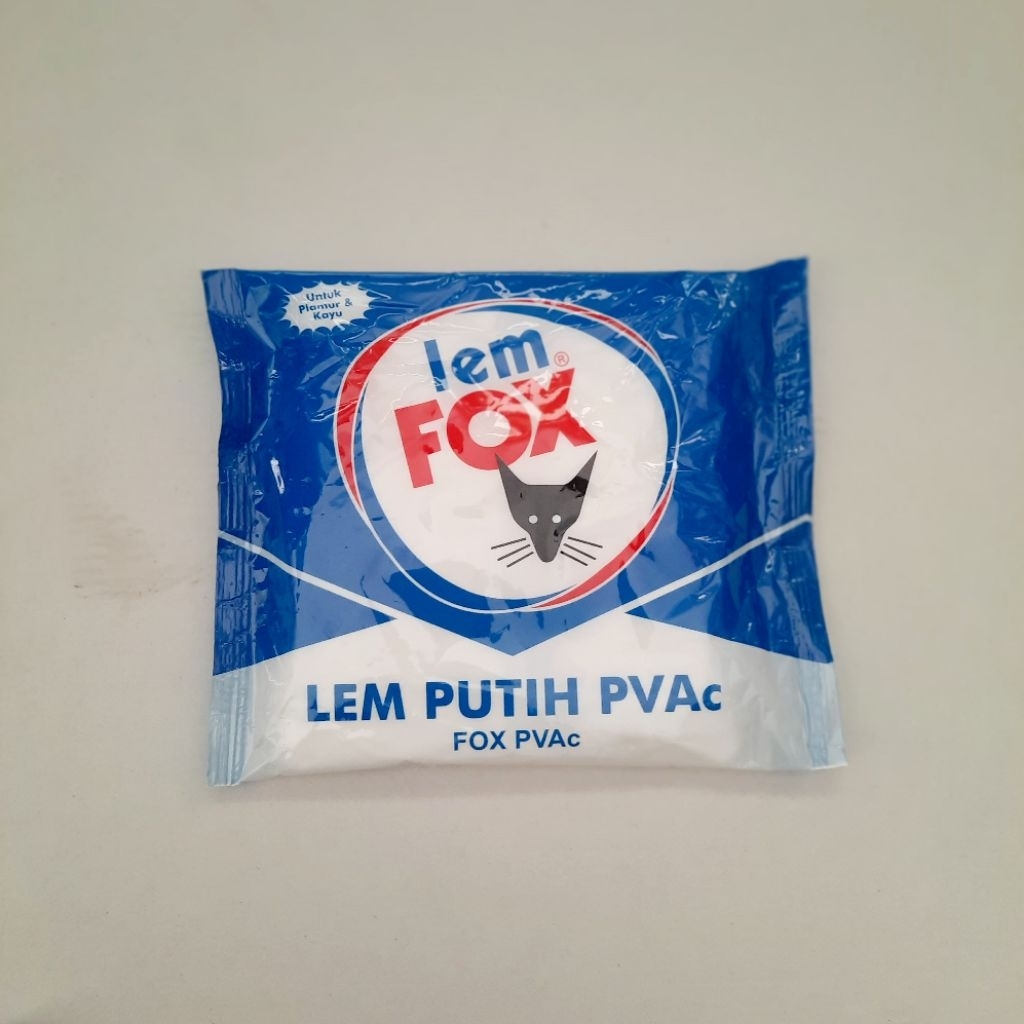 Untuk
Plamur &
Kayu
lem ®
FOX
LEM PUTIH PVAc
FOX PVAc